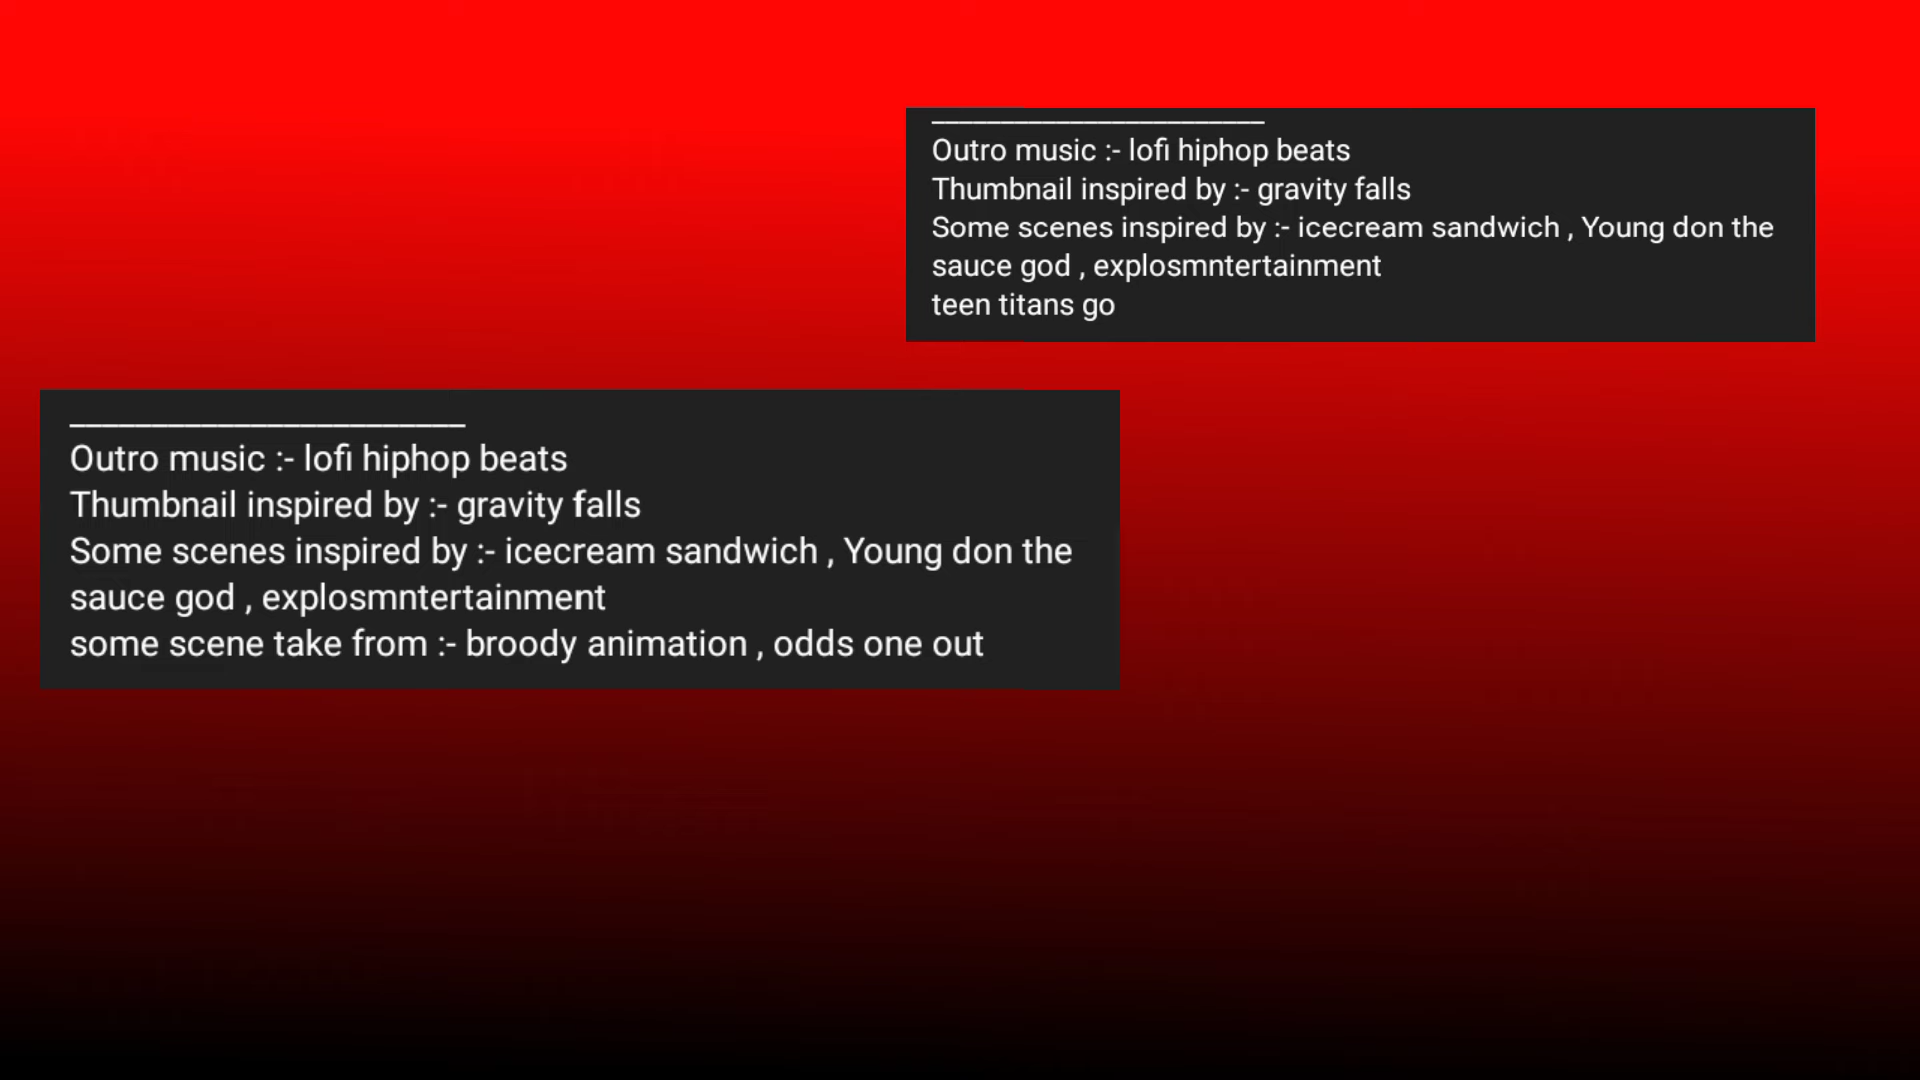 ________________________
Outro music :- lofi hiphop beats
Thumbnail inspired by :- gravity falls
Some scenes inspired by :- icecream sandwich , Young don the
sauce god , explosmntertainment
teen titans go
________________________
Outro music :- lofi hiphop beats
Thumbnail inspired by :- gravity falls
Some scenes inspired by :- icecream sandwich , Young don the
sauce god , explosmntertainment
some scene take from :- broody animation , odds one out